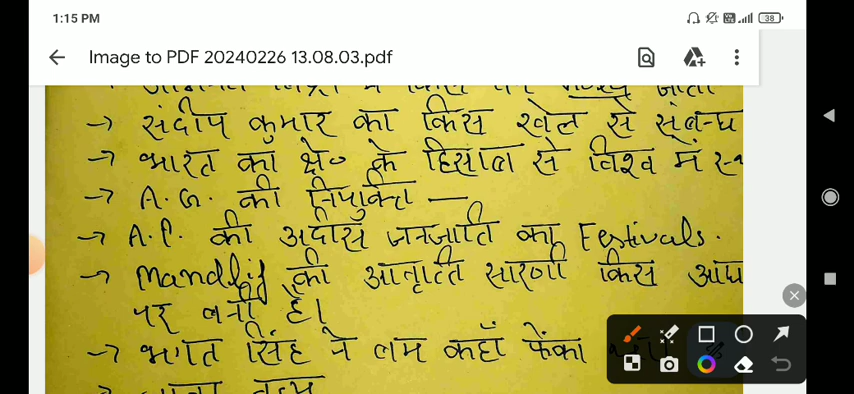 1:15 PM
38
Image to PDF 20240226 13.08.03.pdf
→ संदीप कुमार का किस खेल से संबन्ध
→ भारत का क्षे० के हिसाब से विश्व में
→ A.G. की नियुक्ति —
→ A.P. की अदीस जनजाति का Festivals.
→ Mandlif की आवृत्ति सारणी किस
पर बनी है।
→ भगत सिंह ने बम कहाँ फेंका